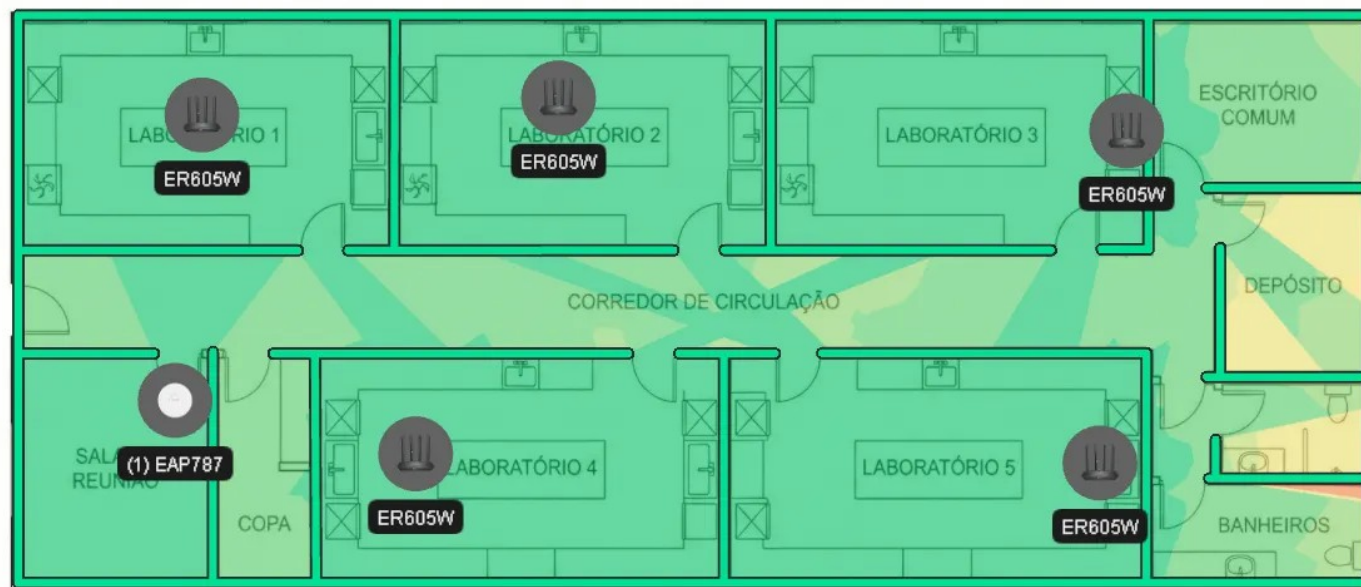 LABORATÓRIO 1
ER605W
LABORATÓRIO 2
ER605W
LABORATÓRIO 3
ER605W
ESCRITÓRIO
COMUM
DEPÓSITO
CORREDOR DE CIRCULAÇÃO
SALA
REUNIÃO
(1) EAP787
COPA
LABORATÓRIO 4
ER605W
LABORATÓRIO 5
ER605W
BANHEIROS